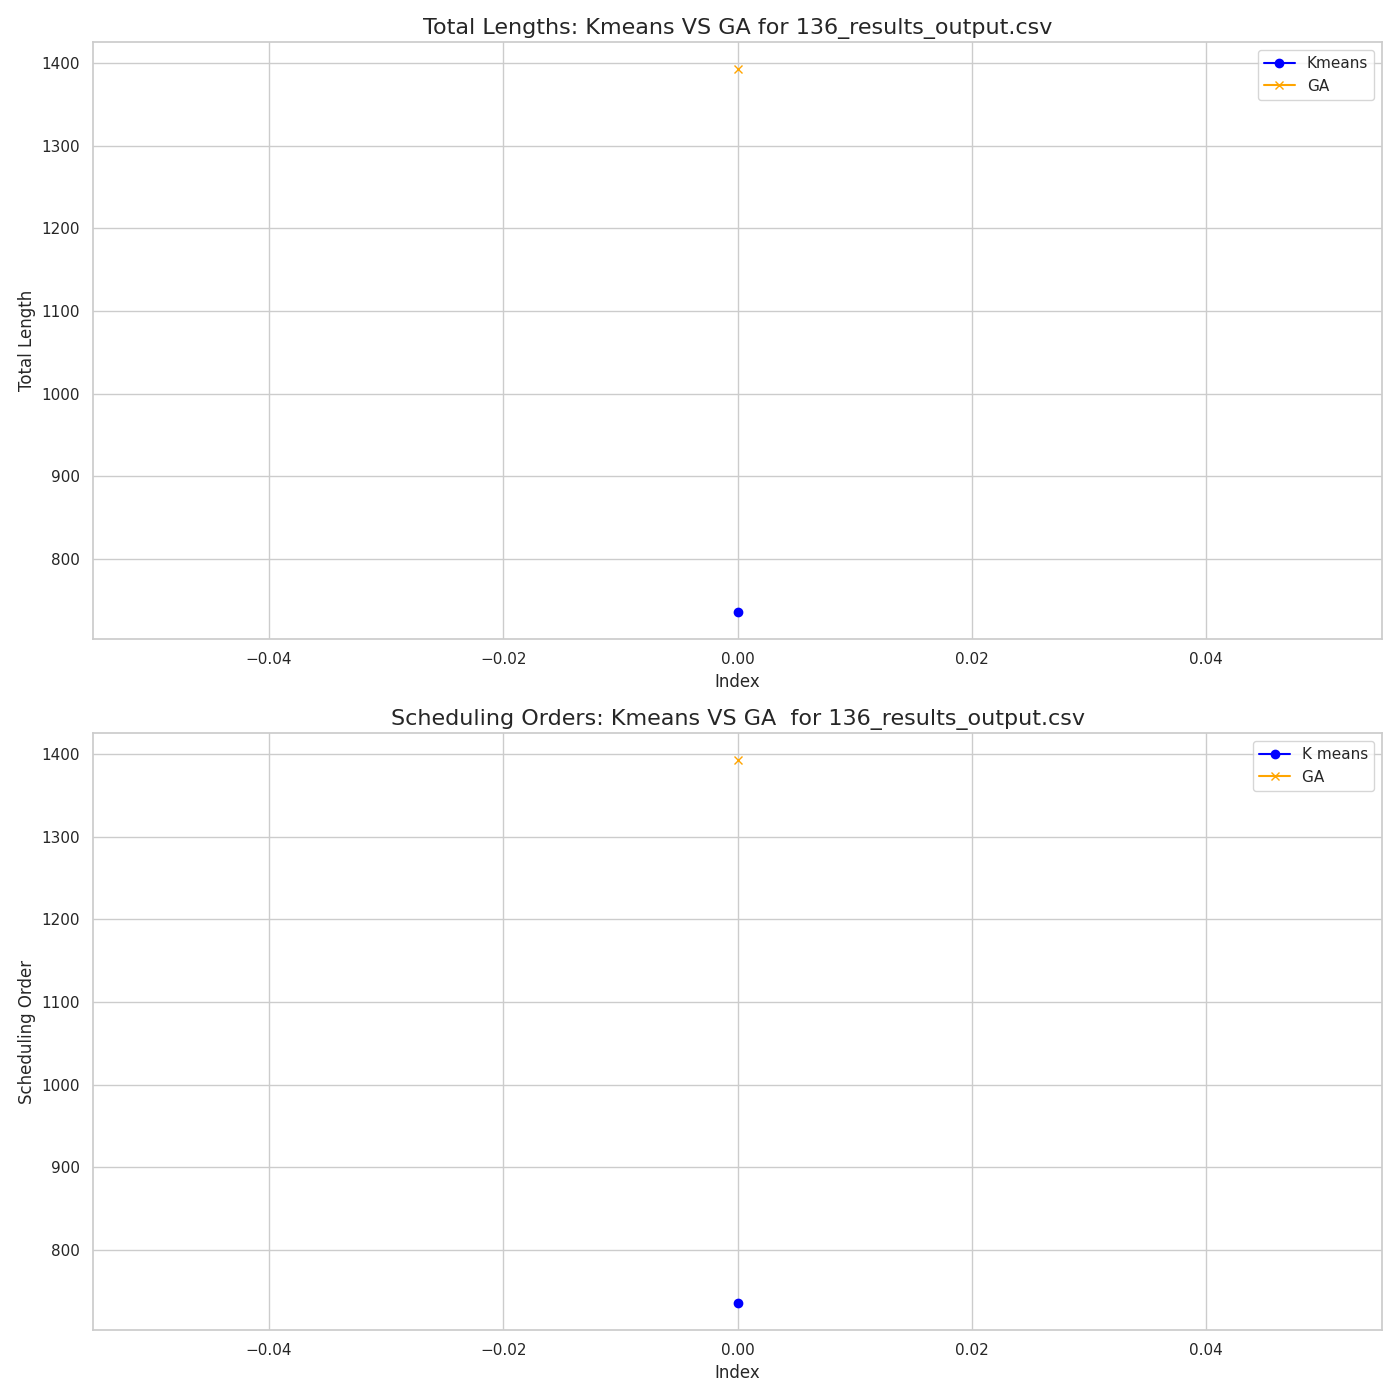 Total Lengths: Kmeans VS GA for 136_results_output.csv
1400
1300
1200
1100
1000
900
800
Total Length
Kmeans
GA
−0.04
−0.02
0.00
0.02
0.04
Index
Scheduling Orders: Kmeans VS GA  for 136_results_output.csv
1400
1300
1200
1100
1000
900
800
Scheduling Order
K means
GA
−0.04
−0.02
0.00
0.02
0.04
Index